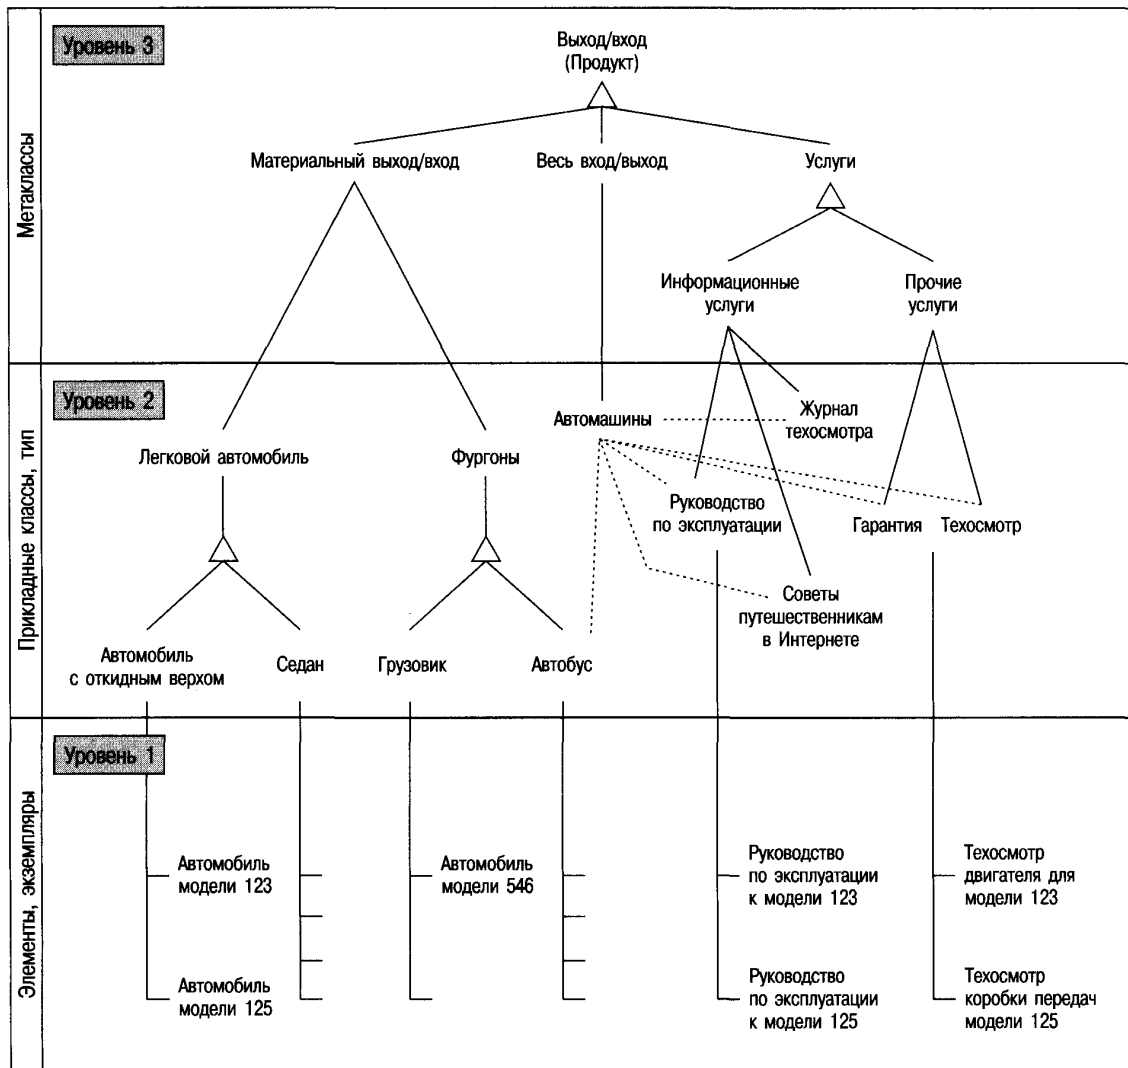 Уровень 3
Выход/вход
(Продукт)
Материальный выход/вход
Весь вход/выход
Услуги
Информационные
услуги
Прочие
услуги
Метаклассы
Уровень 2
Автомашины
Журнал
техосмотра
Легковой автомобиль
Фургоны
Руководство
по эксплуатации
Гарантия
Техосмотр
Советы
путешественникам
в Интернете
Автомобиль
с откидным верхом
Седан
Грузовик
Автобус
Прикладные классы, тип
Уровень 1
Автомобиль
модели 123
Автомобиль
модели 546
Руководство
по эксплуатации
к модели 123
Техосмотр
двигателя для
модели 123
Автомобиль
модели 125
Руководство
по эксплуатации
к модели 125
Техосмотр
коробки передач
модели 125
Элементы, экземпляры